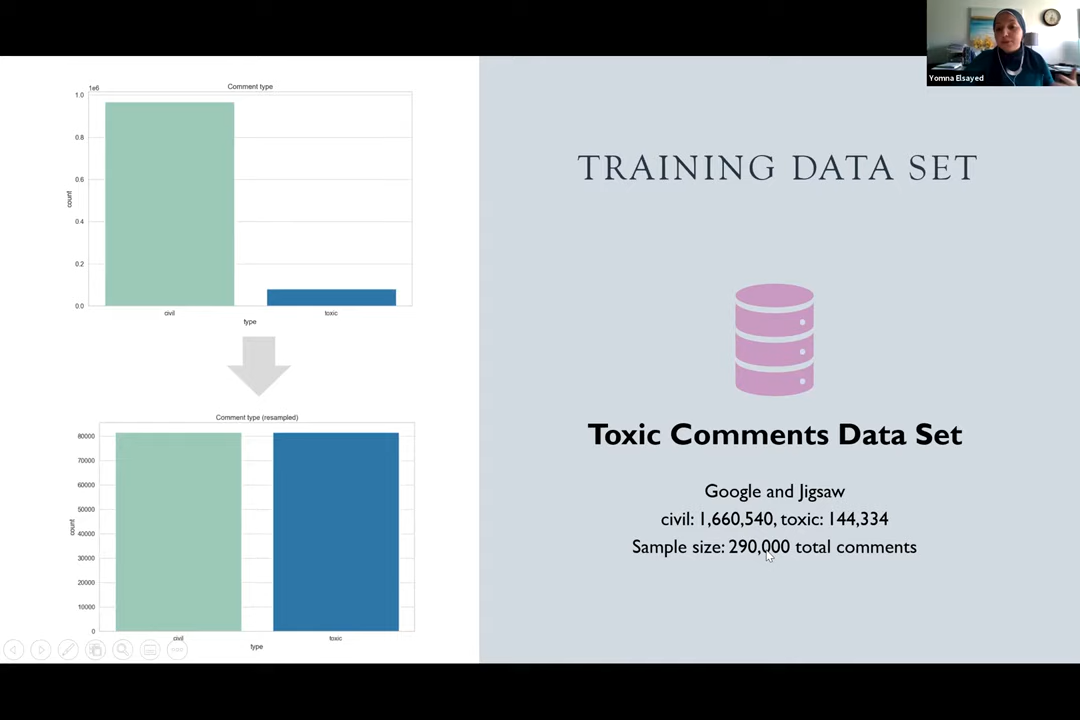 Yomna Elsayed
Comment type
1e6
1.0
0.8
0.6
0.4
0.2
0.0
count
civil
toxic
type
Comment type (resampled)
80000
70000
60000
50000
40000
30000
20000
10000
0
count
civil
toxic
type
TRAINING DATA SET
Toxic Comments Data Set
Google and Jigsaw
civil: 1,660,540, toxic: 144,334
Sample size: 290,000 total comments